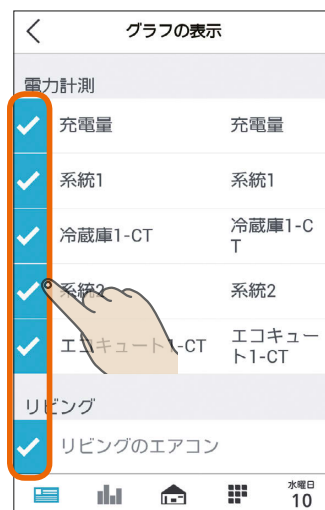 グラフの表示
電力計測
充電量 充電量
系統1 系統1
冷蔵庫1-CT 冷蔵庫1-C
T
系統2 系統2
エコキュート1-CT エコキュー
ト1-CT
リビング
リビングのエアコン
水曜日
10